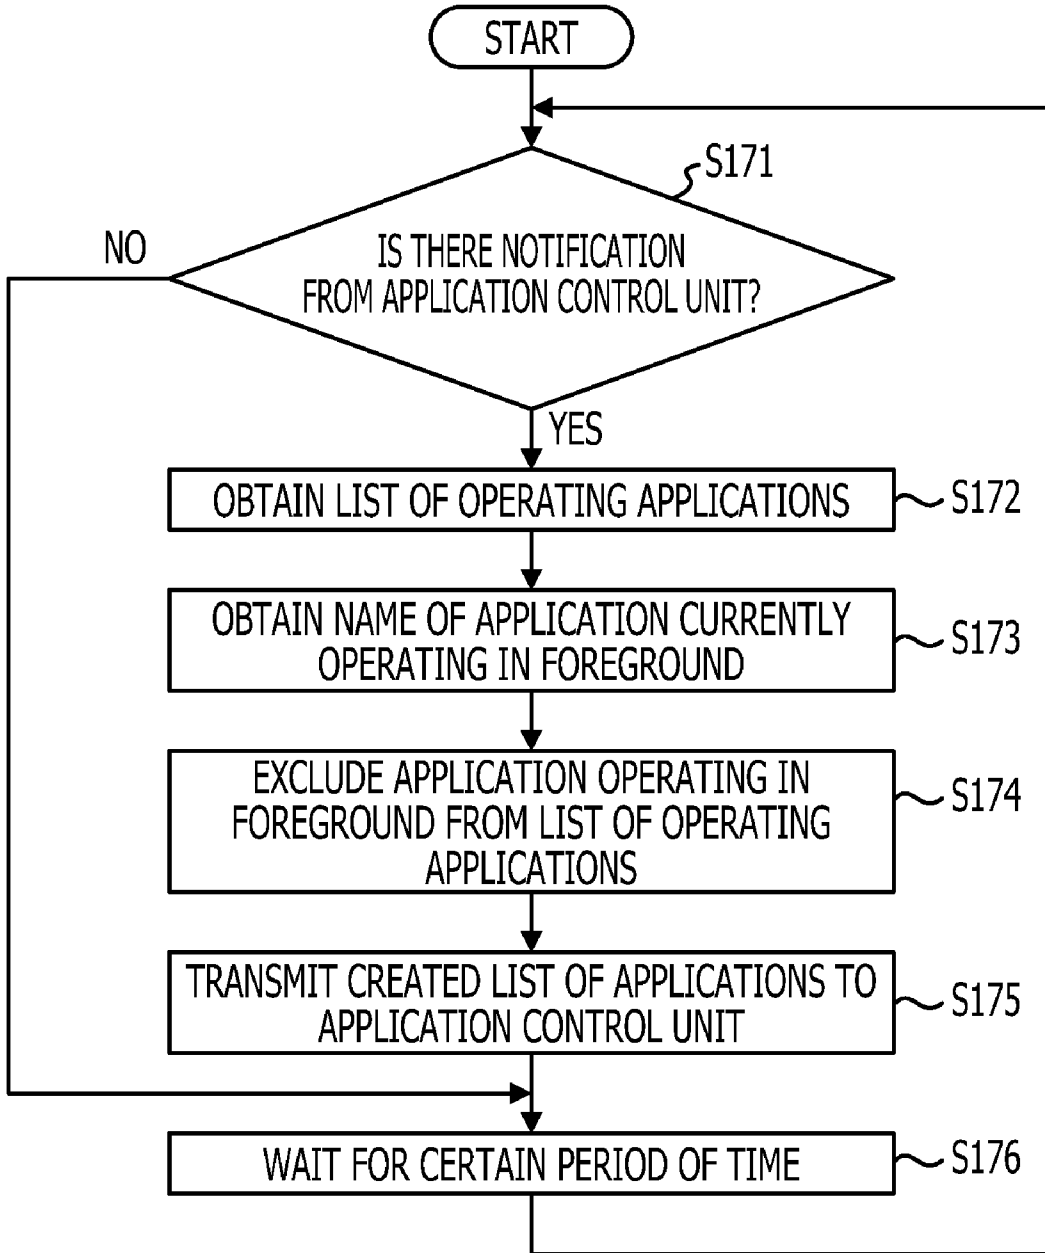 START
S171
NO
IS THERE NOTIFICATION
FROM APPLICATION CONTROL UNIT?
YES
OBTAIN LIST OF OPERATING APPLICATIONS
S172
OBTAIN NAME OF APPLICATION CURRENTLY
OPERATING IN FOREGROUND
S173
EXCLUDE APPLICATION OPERATING IN
FOREGROUND FROM LIST OF OPERATING
APPLICATIONS
S174
TRANSMIT CREATED LIST OF APPLICATIONS TO
APPLICATION CONTROL UNIT
S175
WAIT FOR CERTAIN PERIOD OF TIME
S176